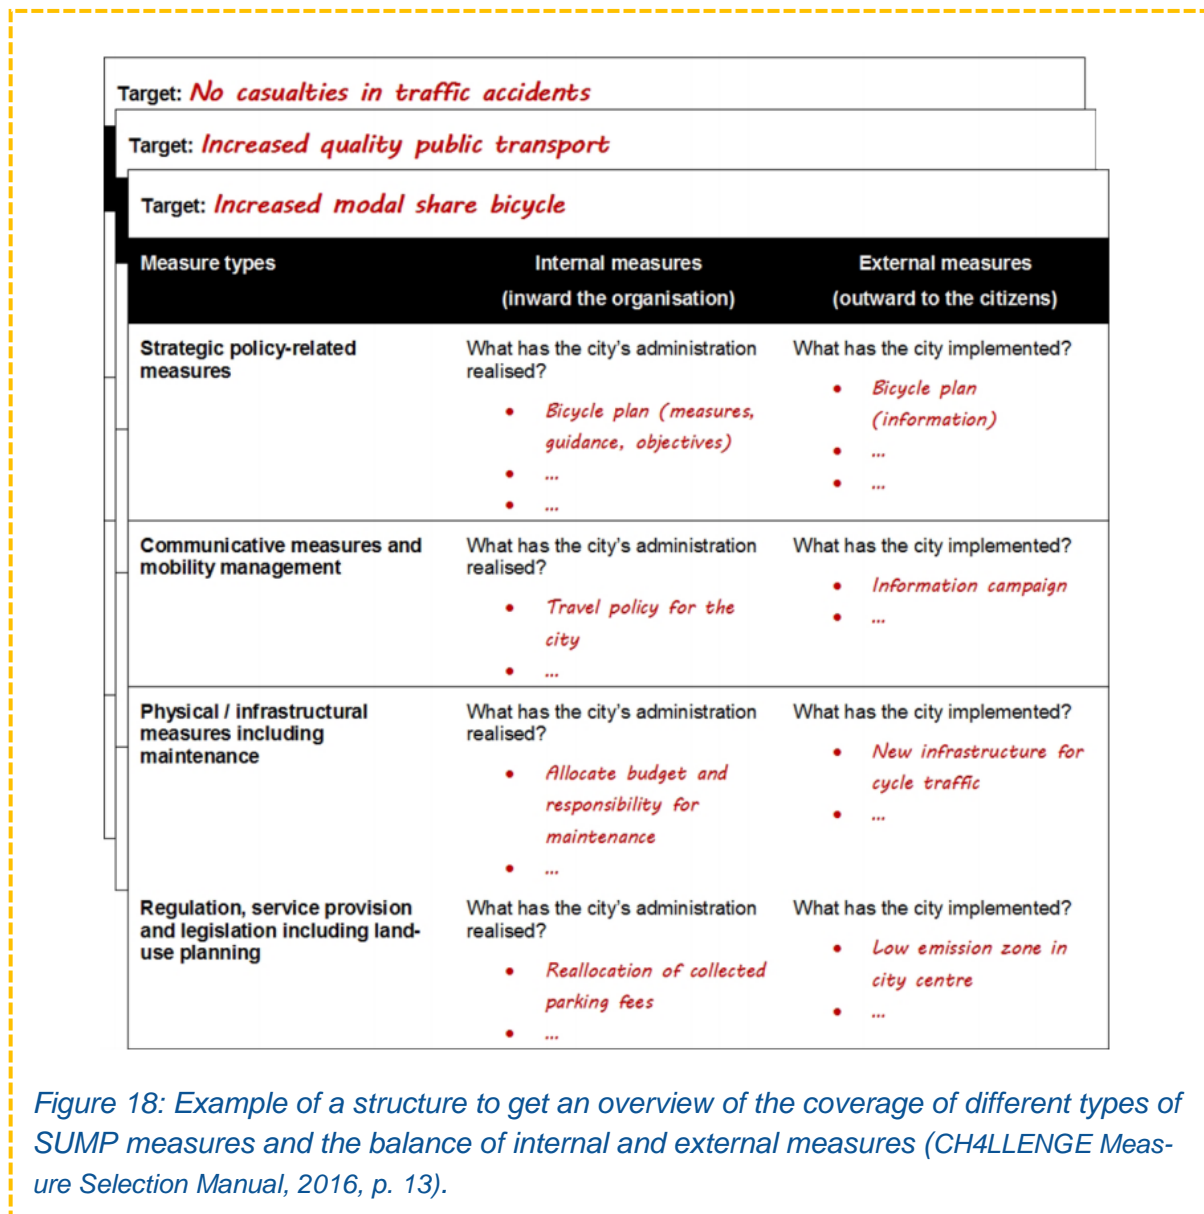 Target: No casualties in traffic accidents
Target: Increased quality public transport
Target: Increased modal share bicycle
Measure types
Internal measures
(inward the organisation)
External measures
(outward to the citizens)
Strategic policy-related
measures
What has the city's administration
realised?
• Bicycle plan (measures,
guidance, objectives)
• ...
• ...
What has the city implemented?
• Bicycle plan
(information)
• ...
• ...
Communicative measures and
mobility management
What has the city's administration
realised?
• Travel policy for the
city
• ...
What has the city implemented?
• Information campaign
• ...
Physical / infrastructural
measures including
maintenance
What has the city's administration
realised?
• Allocate budget and
responsibility for
maintenance
• ...
What has the city implemented?
• New infrastructure for
cycle traffic
• ...
Regulation, service provision
and legislation including land-
use planning
What has the city's administration
realised?
• Reallocation of collected
parking fees
• ...
What has the city implemented?
• Low emission zone in
city centre
• ...
Figure 18: Example of a structure to get an overview of the coverage of different types of
SUMP measures and the balance of internal and external measures (CH4LLENGE Meas-
ure Selection Manual, 2016, p. 13).